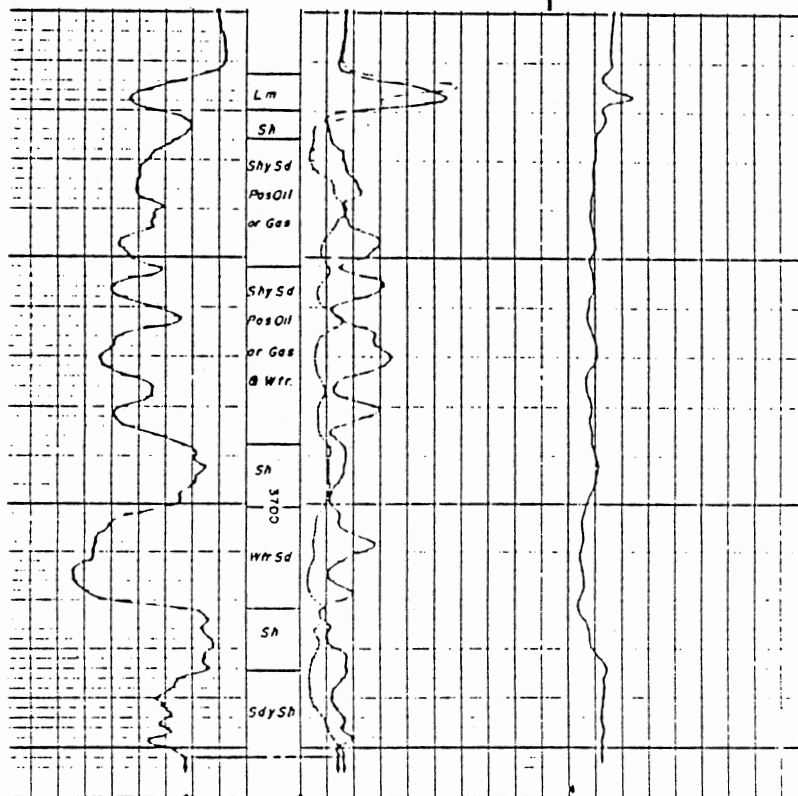 Lm
Sh
Shy Sd
Pos Oil
or Gas
Shy Sd
Pos Oil
or Gas
@ Wtr.
Sh
3700
Wtr Sd
Sh
Sdy Sh